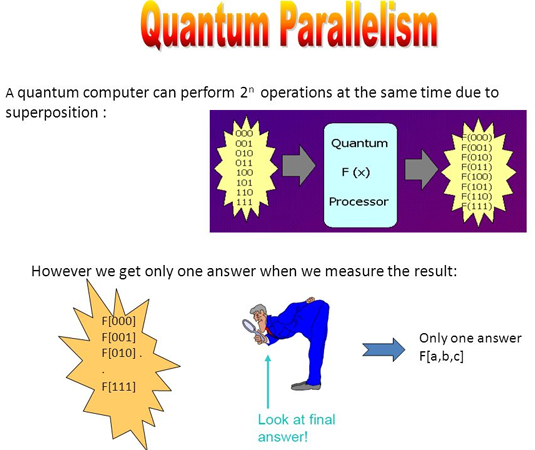 Quantum Parallelism
A quantum computer can perform 2ⁿ operations at the same time due to
superposition :
000
001
010
011
100
101
110
111
Quantum
F (x)
Processor
F(000)
F(001)
F(010)
F(011)
F(100)
F(101)
F(110)
F(111)
However we get only one answer when we measure the result:
F[000]
F[001]
F[010] .
.
F[111]
Look at final
answer!
Only one answer
F[a,b,c]